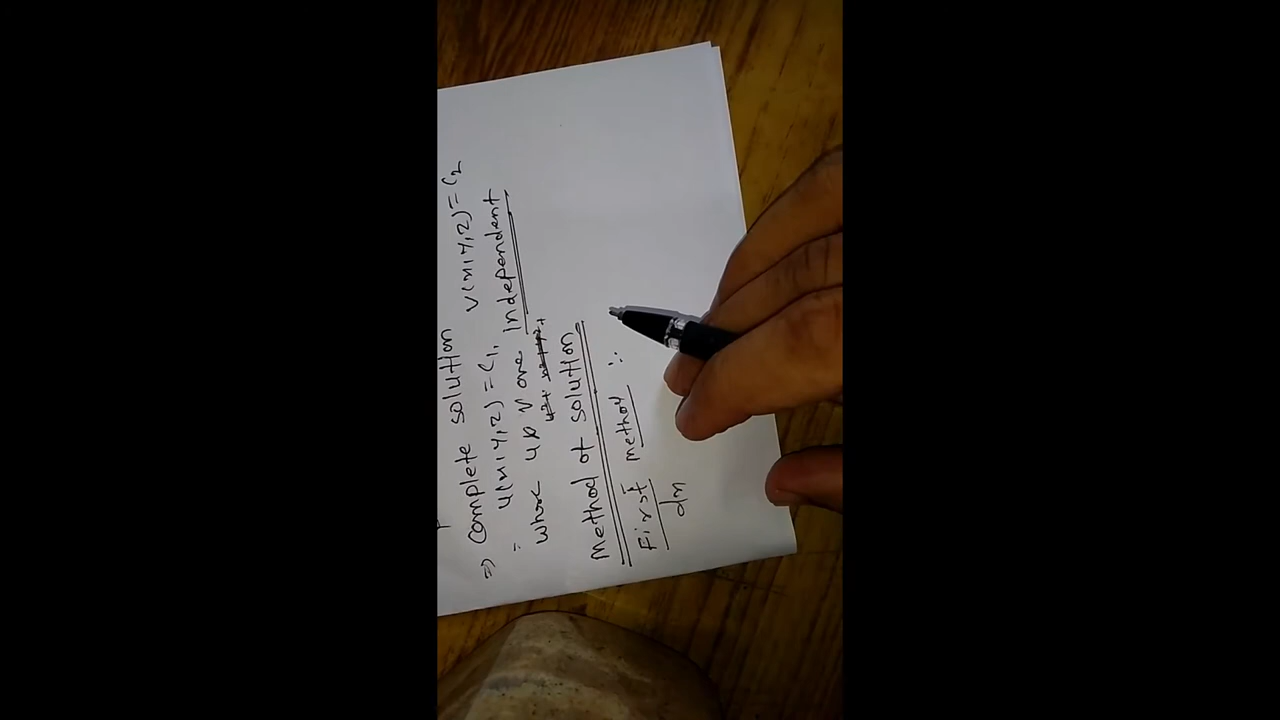 ⇒ Complete solution
= u(x,y,z) = C₁, v(x,y,z) = C₂
where u & v are independent
Method of solution
First method :-
dx